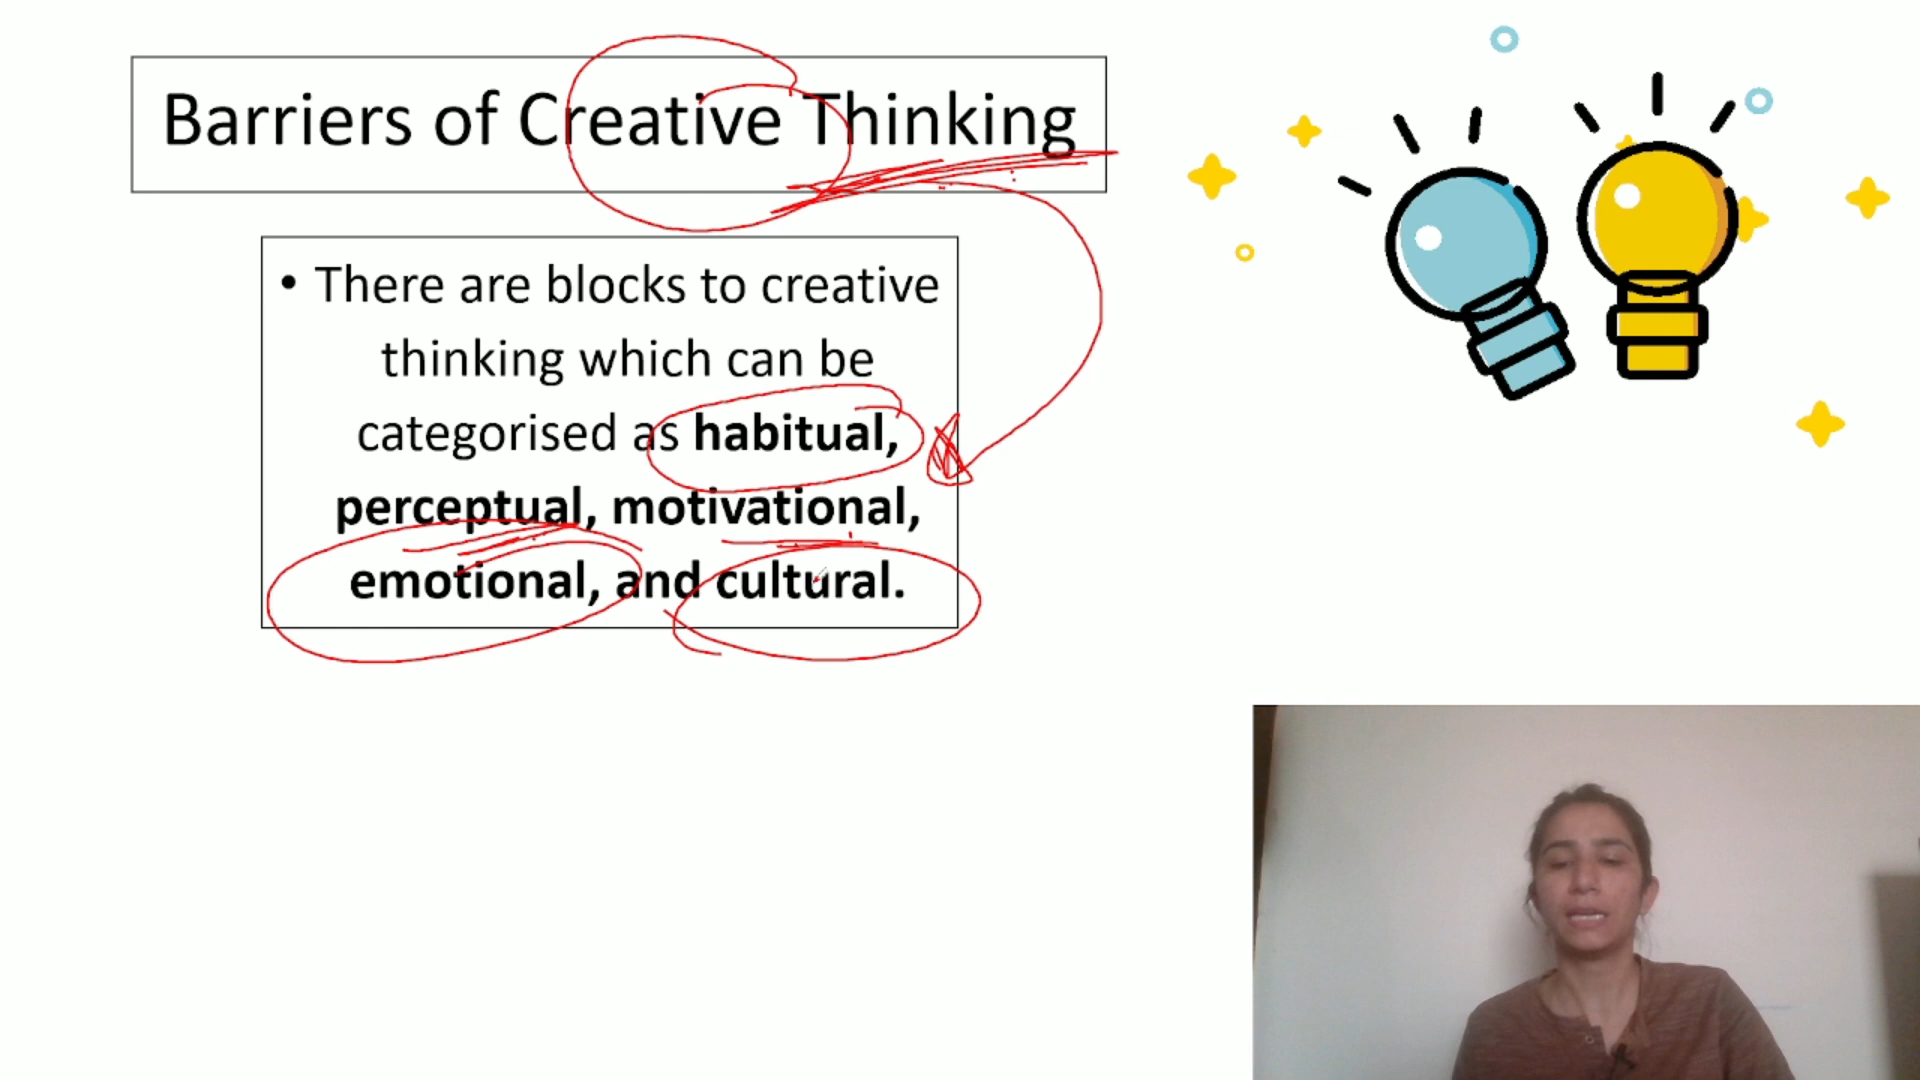 Barriers of Creative Thinking
• There are blocks to creative
thinking which can be
categorised as habitual,
perceptual, motivational,
emotional, and cultural.